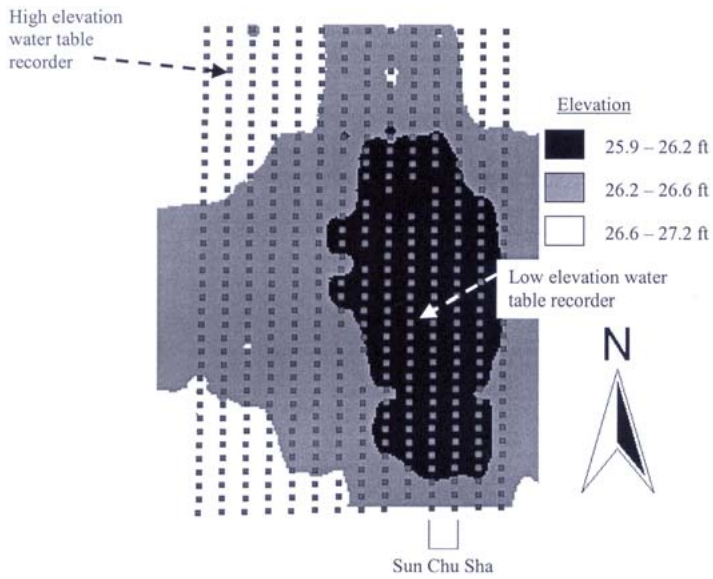 High elevation
water table
recorder
Elevation
25.9 – 26.2 ft
26.2 – 26.6 ft
26.6 – 27.2 ft
Low elevation water
table recorder
N
Sun Chu Sha